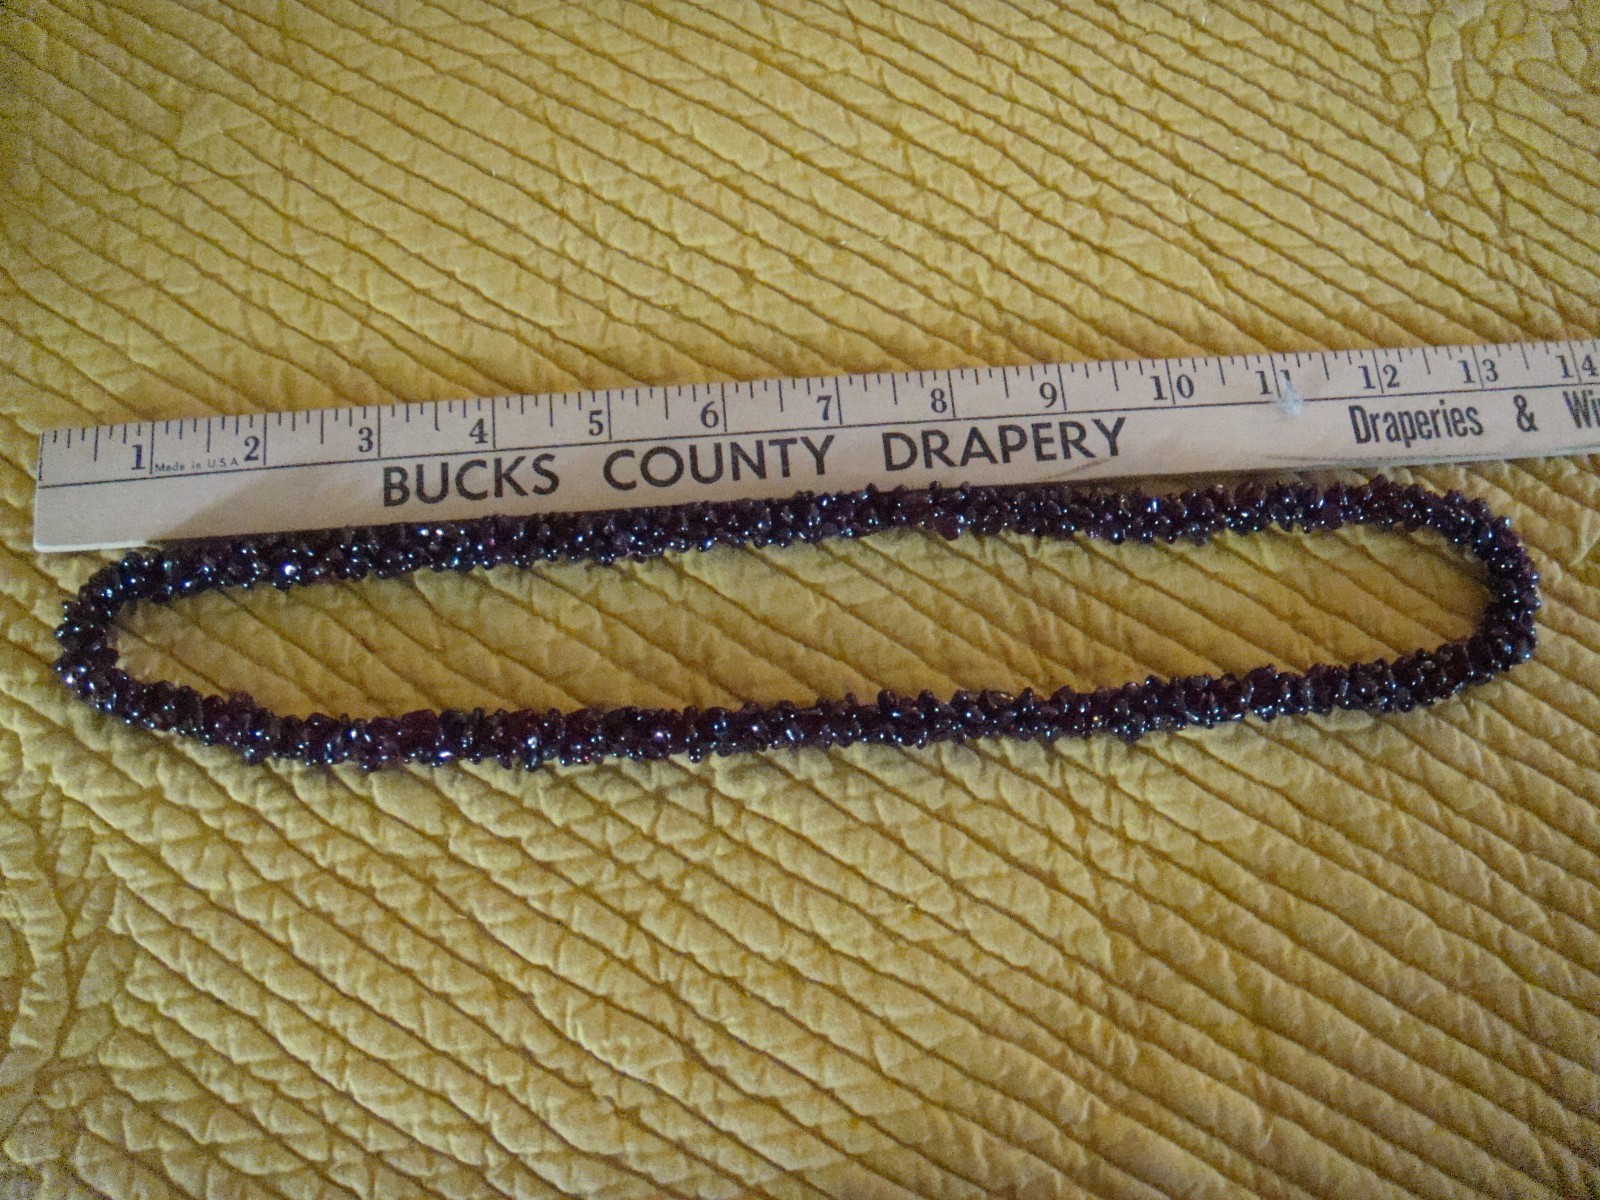 1 2 3 4 5 6 7 8 9 10 11 12 13 14
Made in U.S.A
BUCKS COUNTY DRAPERY Draperies &